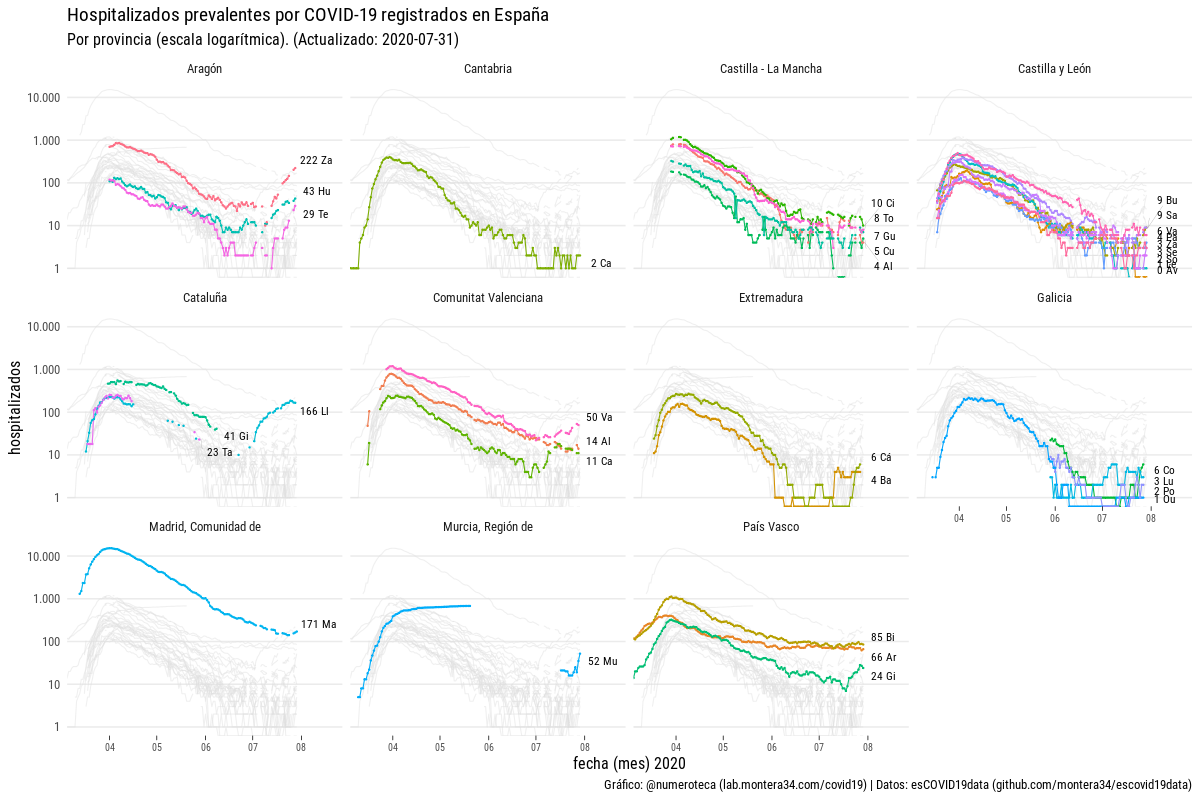 Hospitalizados prevalentes por COVID-19 registrados en España
Por provincia (escala logarítmica). (Actualizado: 2020-07-31)
Aragón
Cantabria
Castilla - La Mancha
Castilla y León
10.000
1.000
100
10
1
222 Za
43 Hu
29 Te
2 Ca
10 Ci
8 To
7 Gu
5 Cu
4 Al
9 Bu
9 Sa
6 Va
0 Av
Cataluña
Comunitat Valenciana
Extremadura
Galicia
hospitalizados
10.000
1.000
100
10
1
166 Ll
41 Gi
23 Ta
50 Va
14 Al
11 Ca
6 Cá
4 Ba
6 Co
3 Lu
2 Po
1 Ou
04 05 06 07 08
Madrid, Comunidad de
Murcia, Región de
País Vasco
10.000
1.000
100
10
1
171 Ma
52 Mu
85 Bi
66 Ar
24 Gi
04 05 06 07 08
04 05 06 07 08
04 05 06 07 08
fecha (mes) 2020
Gráfico: @numeroteca (lab.montera34.com/covid19) | Datos: esCOVID19data (github.com/montera34/escovid19data)